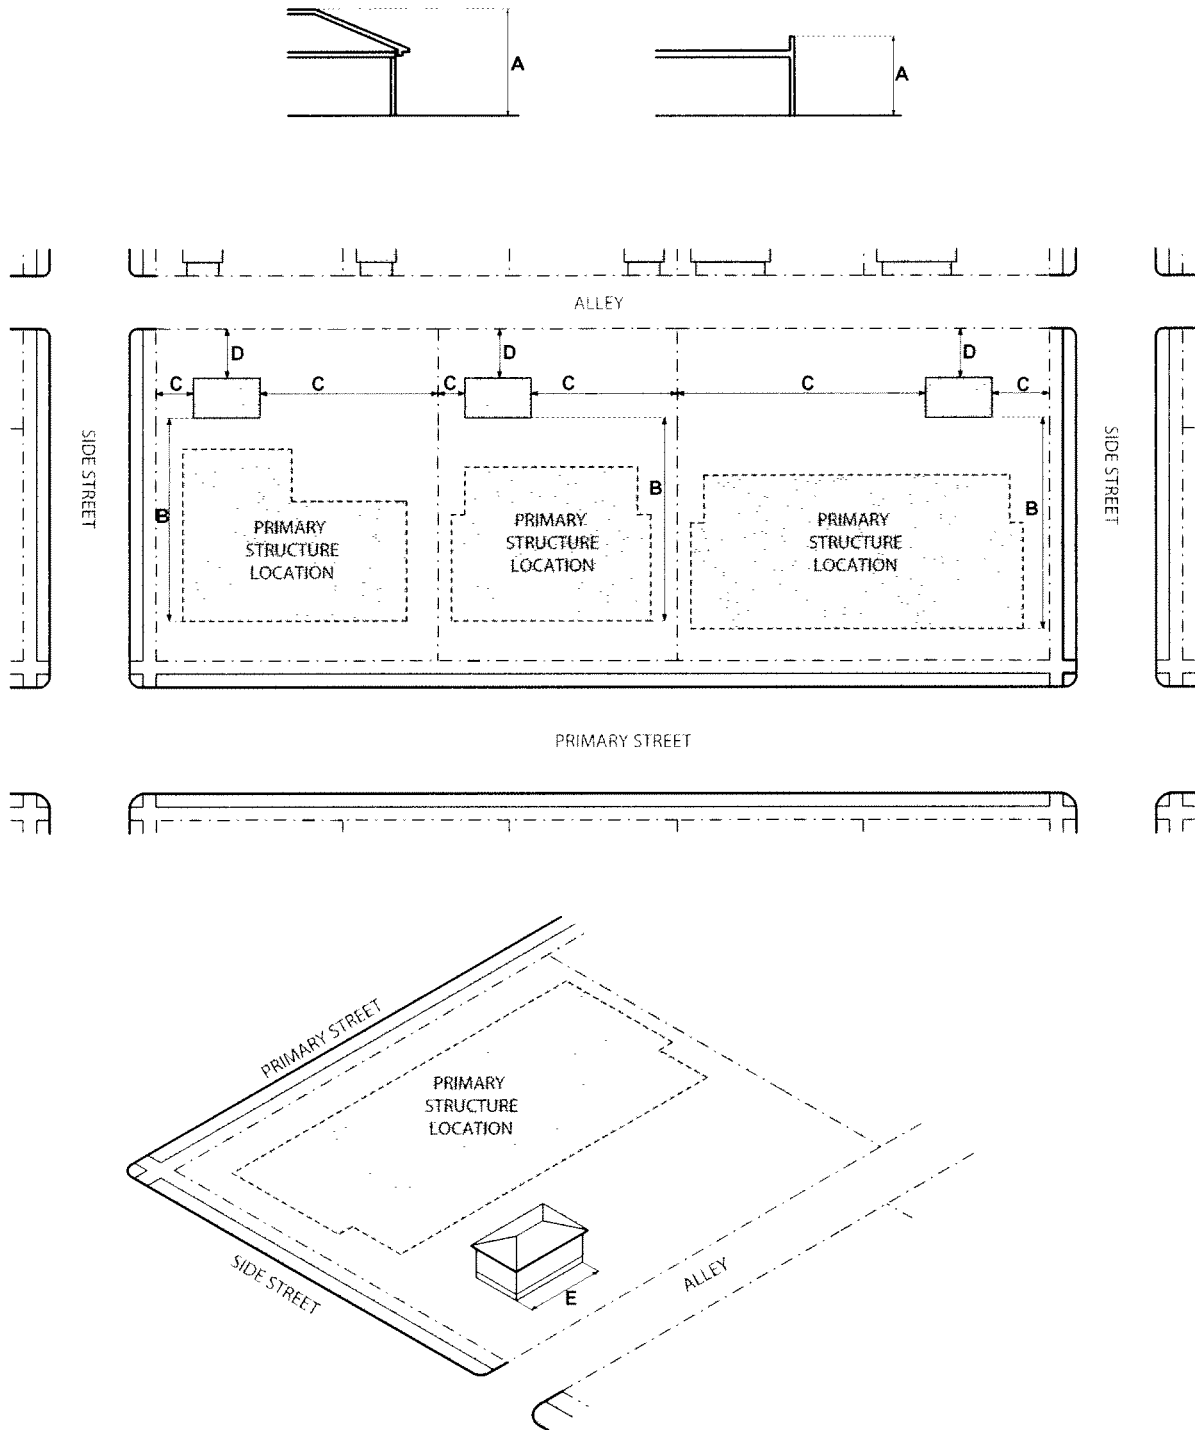 A
A
ALLEY
D
D
D
C
C
C
C
C
C
SIDE STREET
SIDE STREET
B
B
B
PRIMARY
STRUCTURE
LOCATION
PRIMARY
STRUCTURE
LOCATION
PRIMARY
STRUCTURE
LOCATION
PRIMARY STREET
PRIMARY STREET
PRIMARY
STRUCTURE
LOCATION
SIDE STREET
E
ALLEY